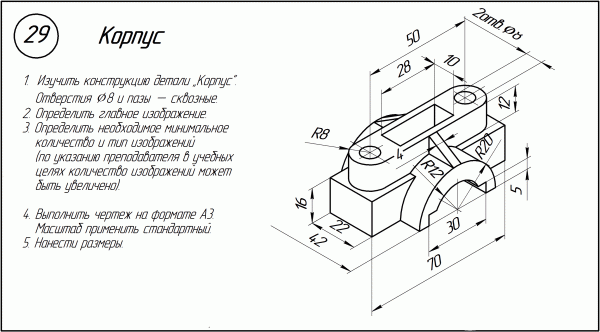 29
Корпус
1. Изучить конструкцию детали „Корпус".
Отверстия Ø8 и пазы – сквозные.
2. Определить главное изображение.
3. Определить необходимое минимальное
количество и тип изображений
(по указанию преподавателя в учебных
целях количество изображений может
быть увеличено).
4. Выполнить чертеж на формате А3.
Масштаб применить стандартный.
5. Нанести размеры.
2отв.Ø8
50
10
28
12
R8
4
R20
R12
5
16
22
42
30
70